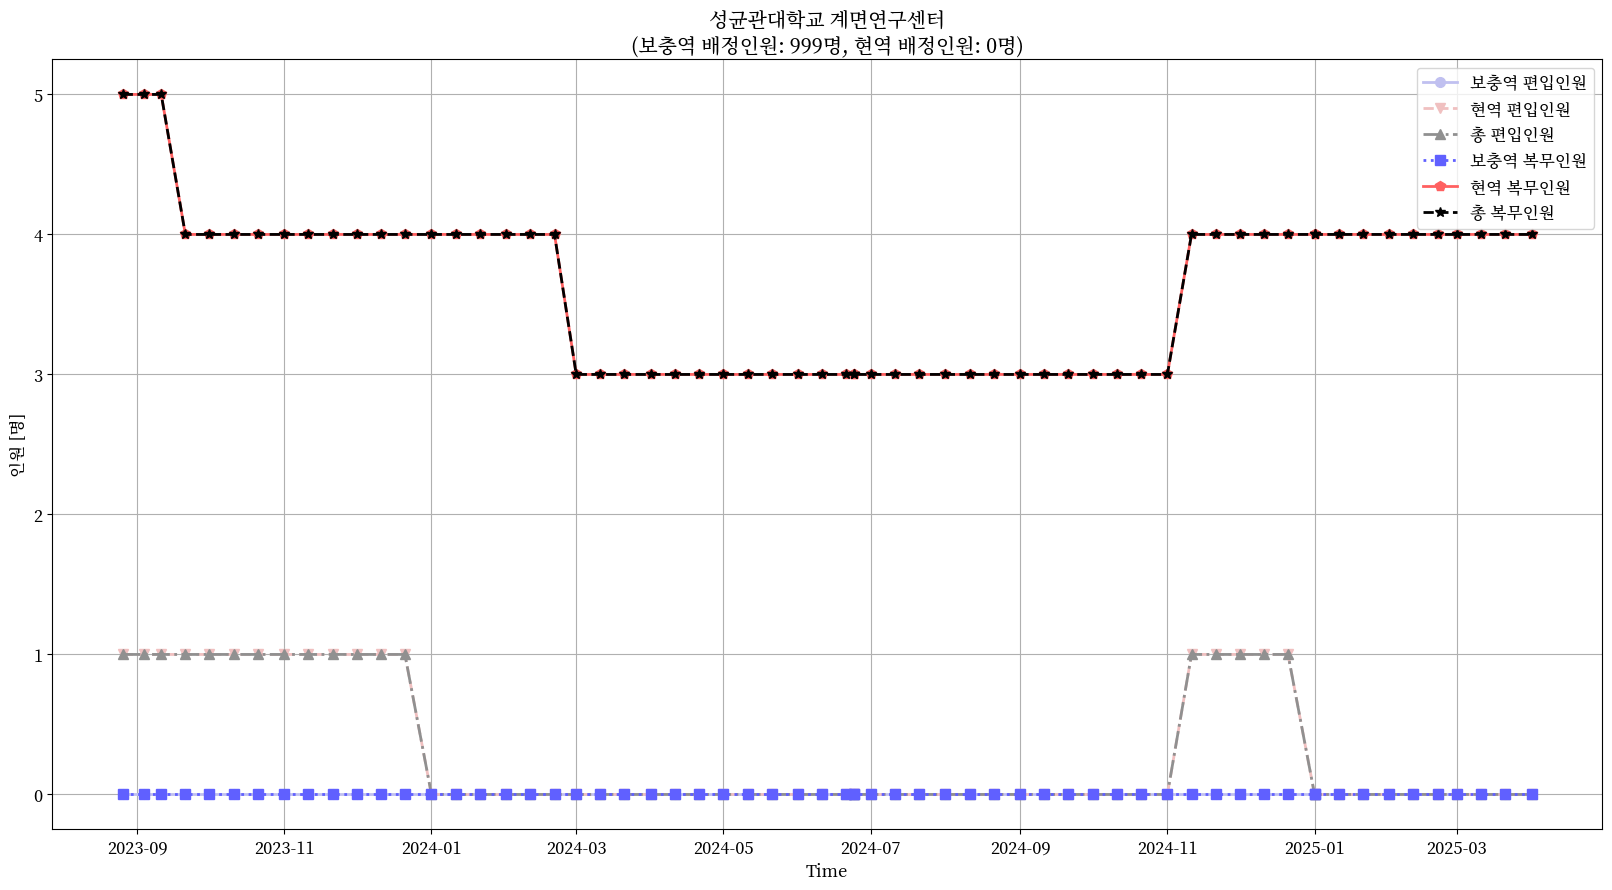 성균관대학교 계면연구센터
(보충역 배정인원: 999명, 현역 배정인원: 0명)
보충역 편입인원
현역 편입인원
총 편입인원
보충역 복무인원
현역 복무인원
총 복무인원
인원 [명]
5
4
3
2
1
0
2023-09 2023-11 2024-01 2024-03 2024-05 2024-07 2024-09 2024-11 2025-01 2025-03
Time